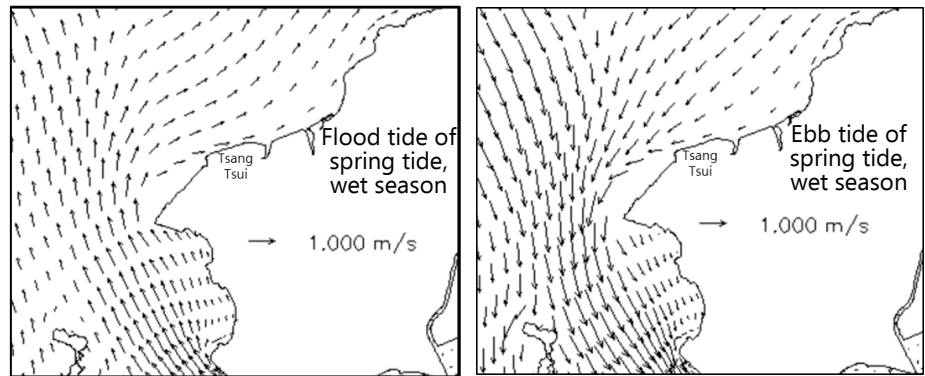 Flood tide of
spring tide,
wet season
Tsang
Tsui
1.000 m/s
Ebb tide of
spring tide,
wet season
Tsang
Tsui
1.000 m/s